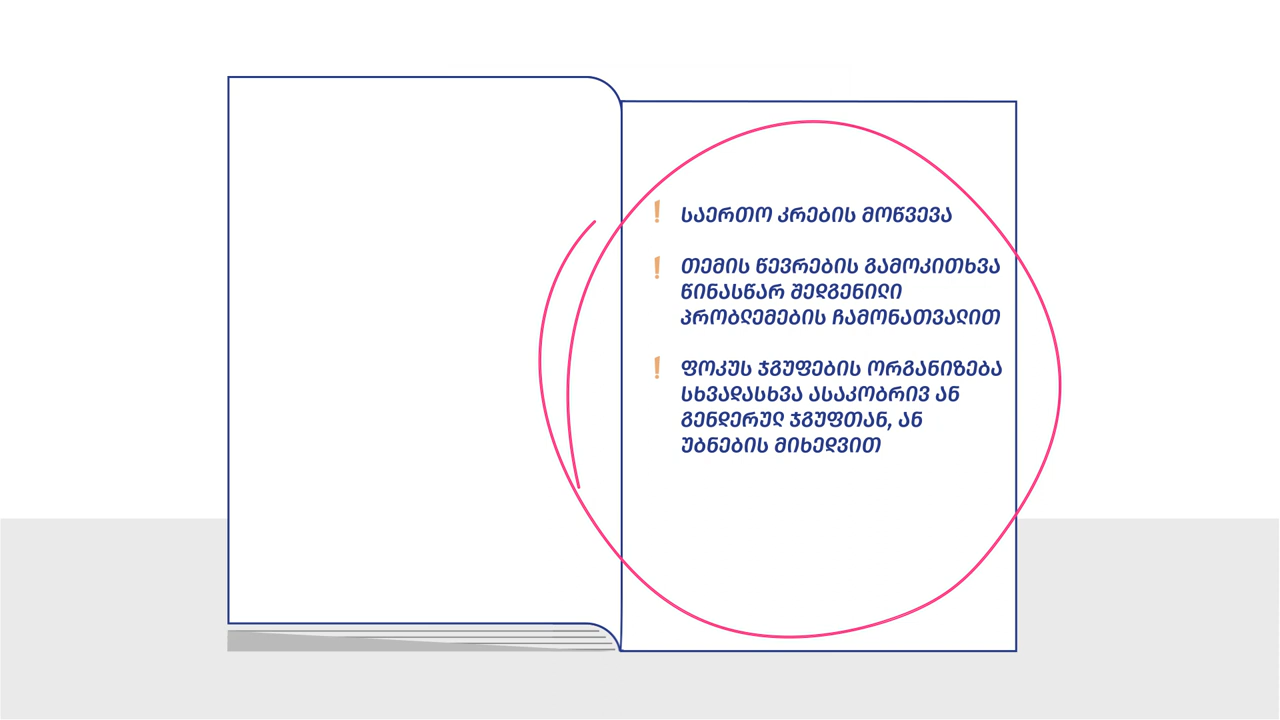 ! საერთო კრების მოწვევა
! თემის წევრების გამოკითხვა
წინასწარ შედგენილი
პრობლემების ჩამონათვალით
! ფოკუს ჯგუფების ორგანიზება
სხვადასხვა ასაკობრივ ან
გენდერულ ჯგუფთან, ან
უბნების მიხედვით